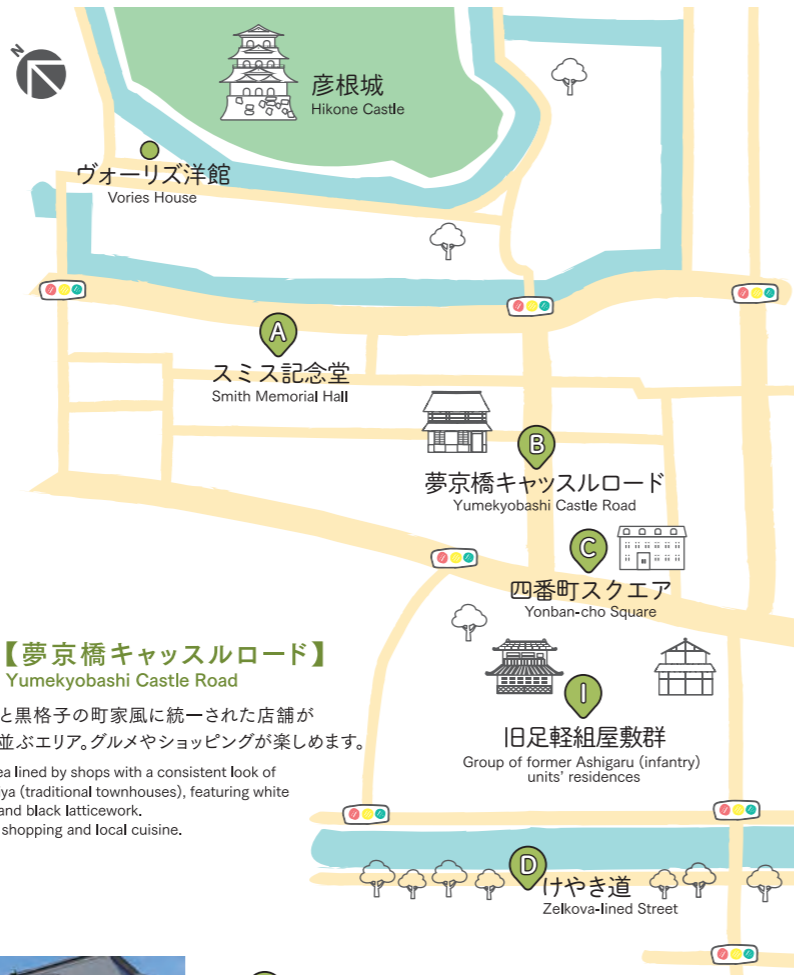 N
彦根城
Hikone Castle
ヴォーリズ洋館
Vories House
A
スミス記念堂
Smith Memorial Hall
B
夢京橋キャッスルロード
Yumekyobashi Castle Road
C
四番町スクエア
Yonban-cho Square
【夢京橋キャッスルロード】
Yumekyobashi Castle Road
と黒格子の町家風に統一された店舗が
並ぶエリア。グルメやショッピングが楽しめます。
ea lined by shops with a consistent look of
iya (traditional townhouses), featuring white
and black latticework.
shopping and local cuisine.
I
旧足軽組屋敷群
Group of former Ashigaru (infantry)
units' residences
D
けやき道
Zelkova-lined Street